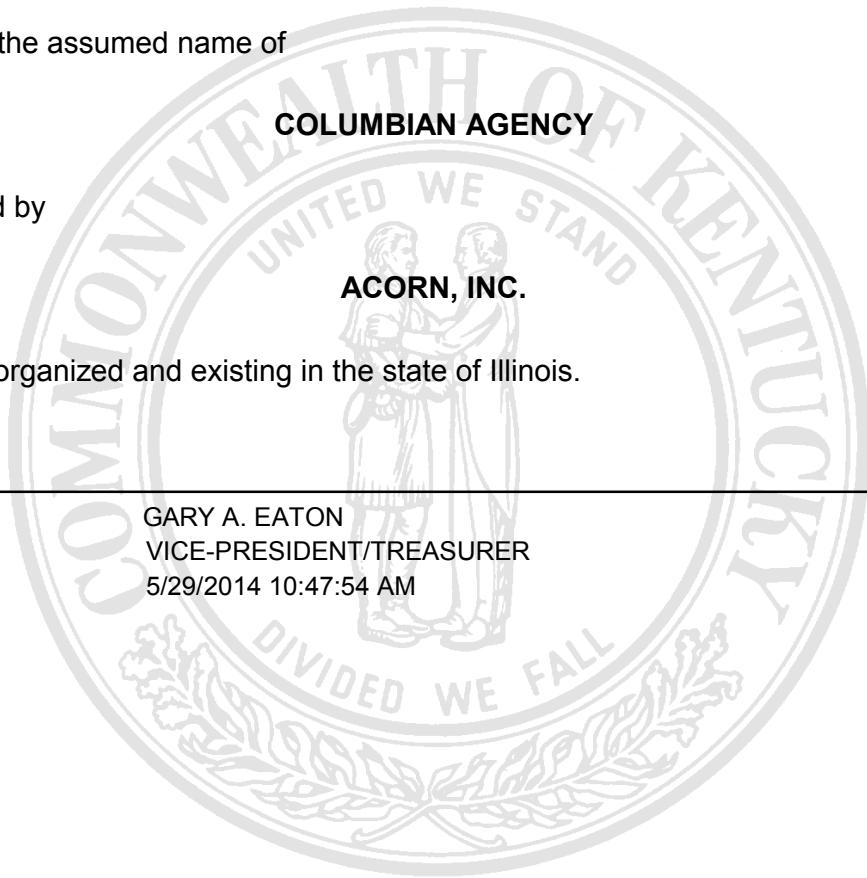 the assumed name of
COLUMBIAN AGENCY
d by
ACORN, INC.
organized and existing in the state of Illinois.
GARY A. EATON
VICE-PRESIDENT/TREASURER
5/29/2014 10:47:54 AM
COMMONWEALTH OF KENTUCKY
UNITED WE STAND
DIVIDED WE FALL